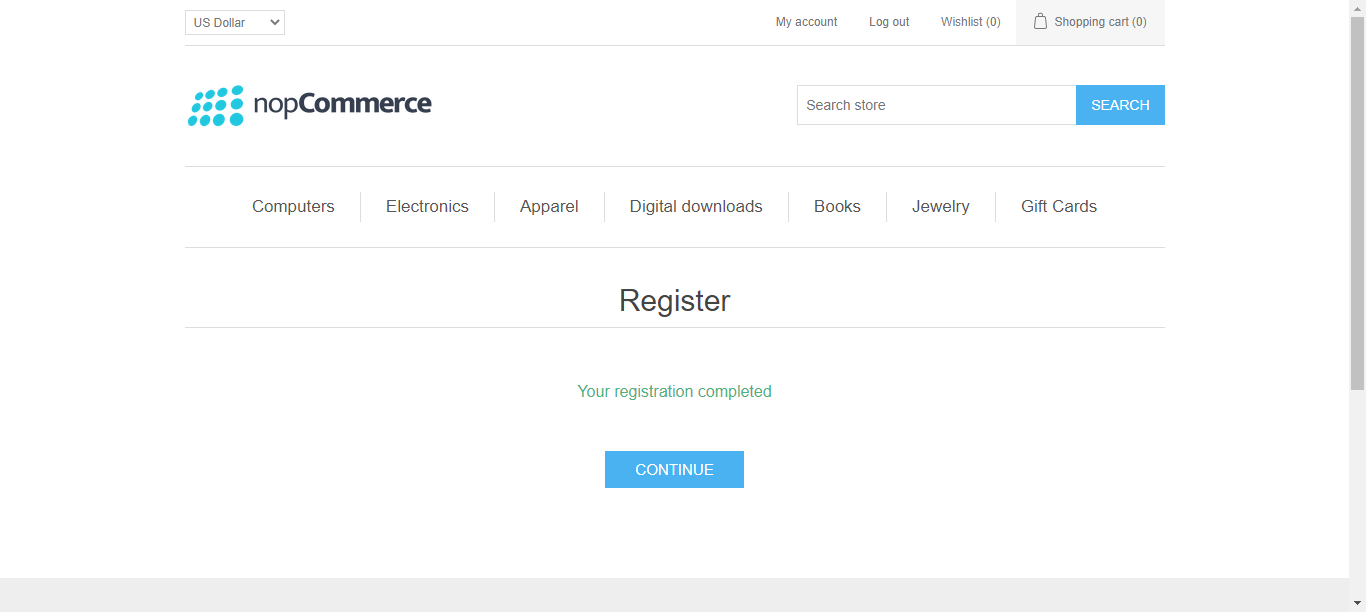 US Dollar My account Log out Wishlist (0) Shopping cart (0)
nopCommerce Search store SEARCH
Computers Electronics Apparel Digital downloads Books Jewelry Gift Cards
Register
Your registration completed
CONTINUE